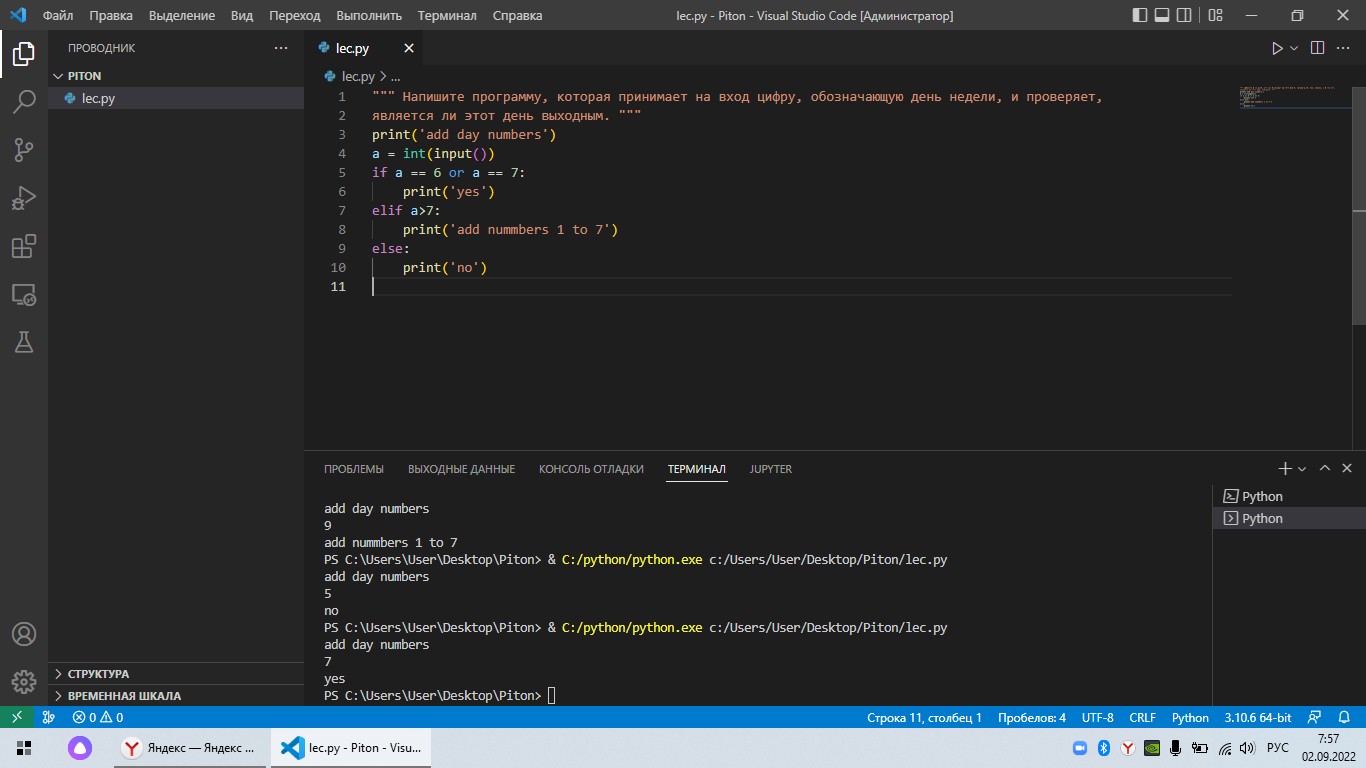 Файл Правка Выделение Вид Переход Выполнить Терминал Справка lec.py - Piton - Visual Studio Code [Администратор]
ПРОВОДНИК ···
PITON
lec.py
СТРУКТУРА
ВРЕМЕННАЯ ШКАЛА
lec.py
lec.py > ...
1 """ Напишите программу, которая принимает на вход цифру, обозначающую день недели, и проверяет,
2 является ли этот день выходным. """
3 print('add day numbers')
4 a = int(input())
5 if a == 6 or a == 7:
6     print('yes')
7 elif a>7:
8     print('add nummbers 1 to 7')
9 else:
10     print('no')
11
ПРОБЛЕМЫ ВЫХОДНЫЕ ДАННЫЕ КОНСОЛЬ ОТЛАДКИ ТЕРМИНАЛ JUPYTER
add day numbers
9
add nummbers 1 to 7
PS C:\Users\User\Desktop\Piton> & C:/python/python.exe c:/Users/User/Desktop/Piton/lec.py
add day numbers
5
no
PS C:\Users\User\Desktop\Piton> & C:/python/python.exe c:/Users/User/Desktop/Piton/lec.py
add day numbers
7
yes
PS C:\Users\User\Desktop\Piton>
Python
Python
0 0 Строка 11, столбец 1 Пробелов: 4 UTF-8 CRLF Python 3.10.6 64-bit
Яндекс — Яндекс ... lec.py - Piton - Visu... РУС 7:57
02.09.2022